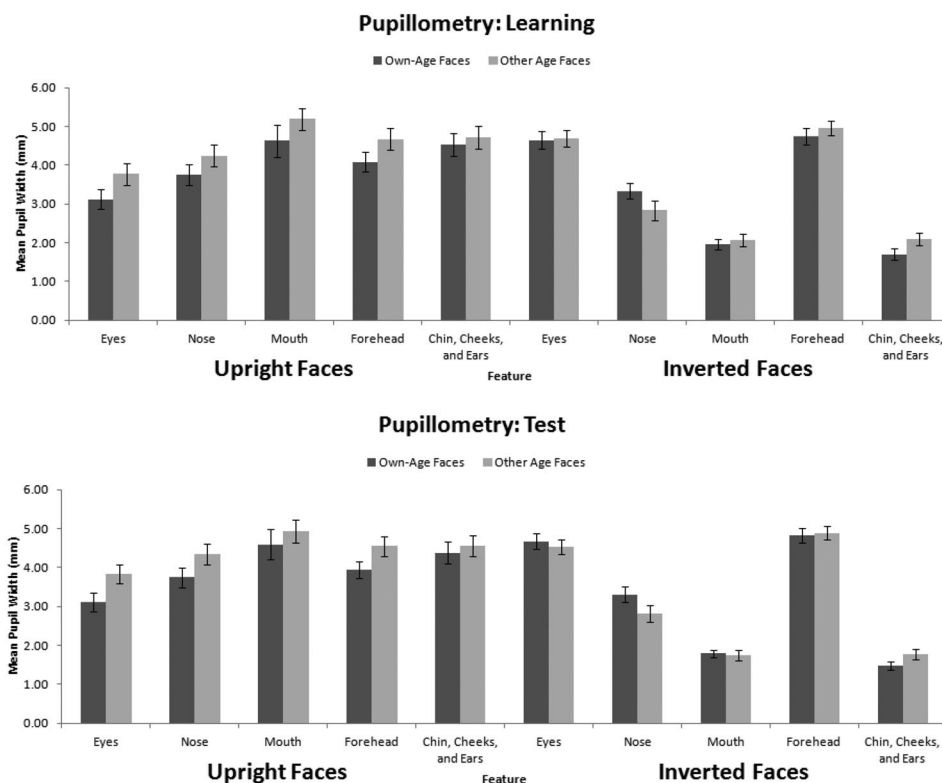 Pupillometry: Learning
Own-Age Faces Other Age Faces
Mean Pupil Width (mm)
6.00
5.00
4.00
3.00
2.00
1.00
0.00
Eyes Nose Mouth Forehead Chin, Cheeks, and Ears Eyes Nose Mouth Forehead Chin, Cheeks, and Ears
Upright Faces Feature Inverted Faces
Pupillometry: Test
Own-Age Faces Other Age Faces
Mean Pupil Width (mm)
6.00
5.00
4.00
3.00
2.00
1.00
0.00
Eyes Nose Mouth Forehead Chin, Cheeks, and Ears Eyes Nose Mouth Forehead Chin, Cheeks, and Ears
Upright Faces Feature Inverted Faces